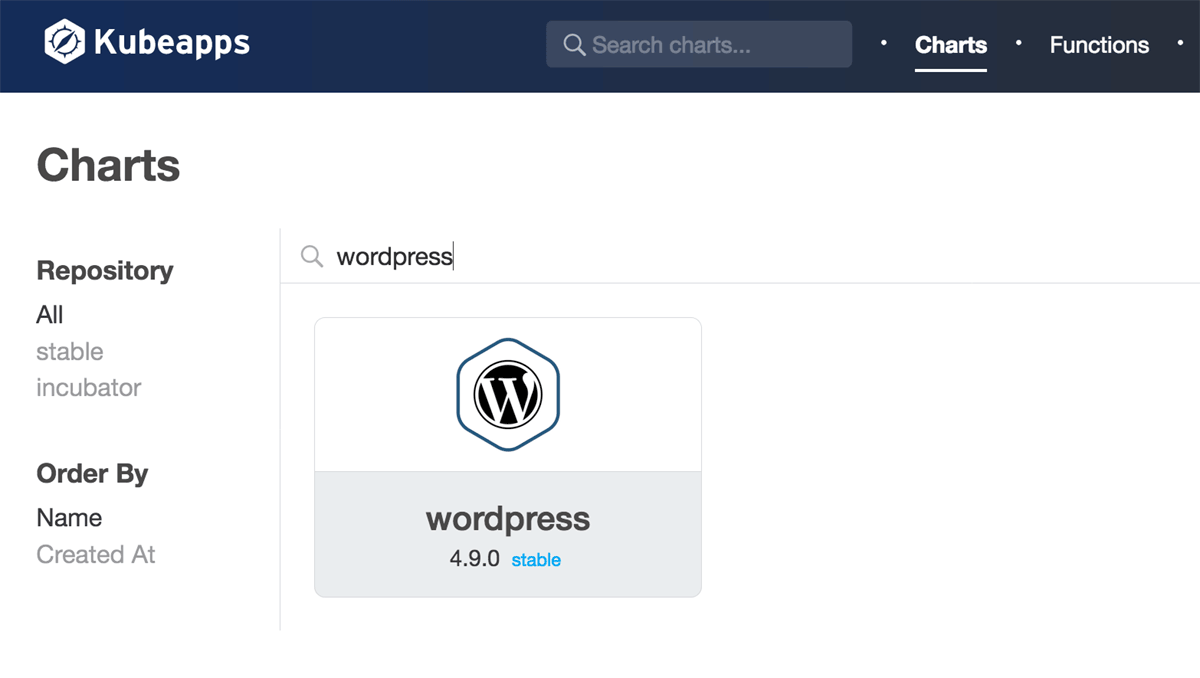 Kubeapps
Search charts...
Charts
Functions
Charts
Repository
All
stable
incubator
Order By
Name
Created At
wordpress
W
wordpress
4.9.0 stable